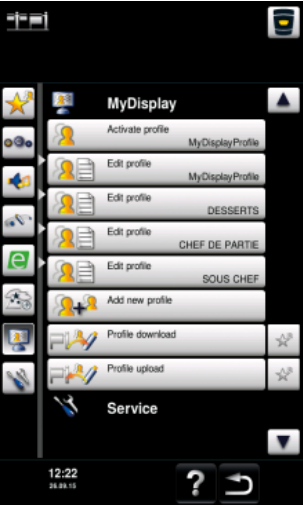 MyDisplay
Activate profile
MyDisplayProfile
Edit profile
MyDisplayProfile
Edit profile
DESSERTS
Edit profile
CHEF DE PARTIE
Edit profile
SOUS CHEF
Add new profile
Profile download
Profile upload
Service
12:22
26.09.15
?